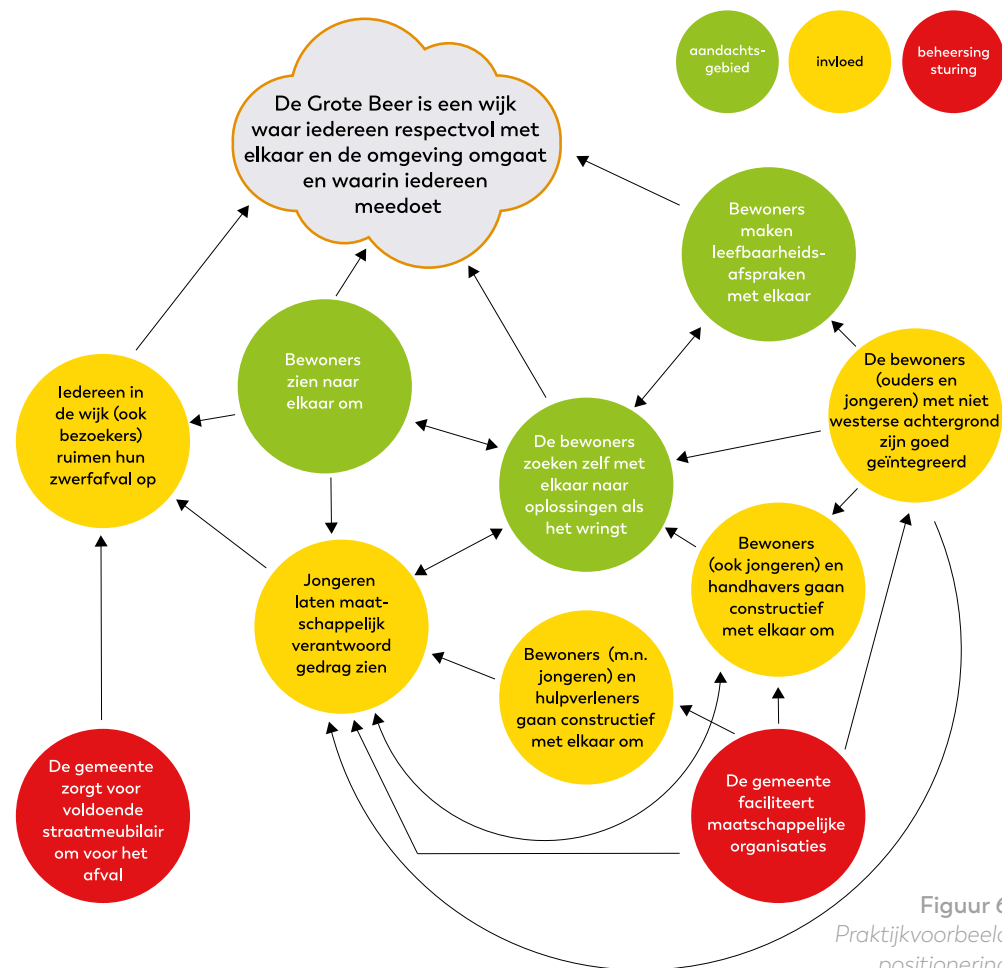 aandachts-
gebied
invloed
beheersing
sturing
De Grote Beer is een wijk
waar iedereen respectvol met
elkaar en de omgeving omgaat
en waarin iedereen
meedoet
Bewoners
maken
leefbaarheids-
afspraken
met elkaar
Bewoners
zien naar
elkaar om
De bewoners
(ouders en
jongeren) met niet
westerse achtergrond
zijn goed
geïntegreerd
Iedereen in
de wijk (ook
bezoekers)
ruimen hun
zwerfafval op
De bewoners
zoeken zelf met
elkaar naar
oplossingen als
het wringt
Bewoners
(ook jongeren) en
handhavers gaan
constructief
met elkaar om
Jongeren
laten maat-
schappelijk
verantwoord
gedrag zien
Bewoners (m.n.
jongeren) en
hulpverleners
gaan constructief
met elkaar om
De gemeente
zorgt voor
voldoende
straatmeubilair
om voor het
afval
De gemeente
faciliteert
maatschappelijke
organisaties
Figuur 6
Praktijkvoorbeeld
positionering